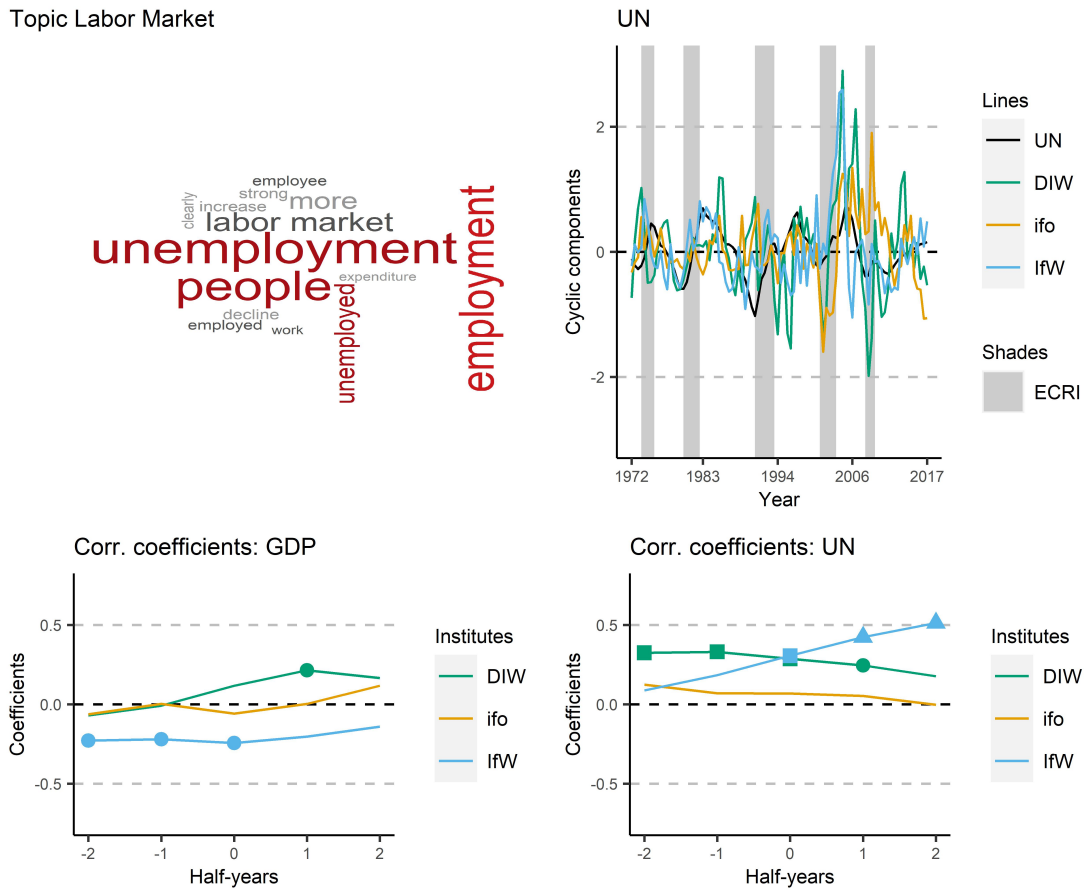 Topic Labor Market
employee
strong
more
clearly
increase
labor market
unemployment
people
expenditure
unemployed
decline
employed
work
employment
UN
Cyclic components
2
0
-2
1972 1983 1994 2006 2017
Year
Lines
UN
DIW
ifo
IfW
Shades
ECRI
Corr. coefficients: GDP
Coefficients
0.5
0.0
-0.5
-2 -1 0 1 2
Half-years
Institutes
DIW
ifo
IfW
Corr. coefficients: UN
Coefficients
0.5
0.0
-0.5
-2 -1 0 1 2
Half-years
Institutes
DIW
ifo
IfW